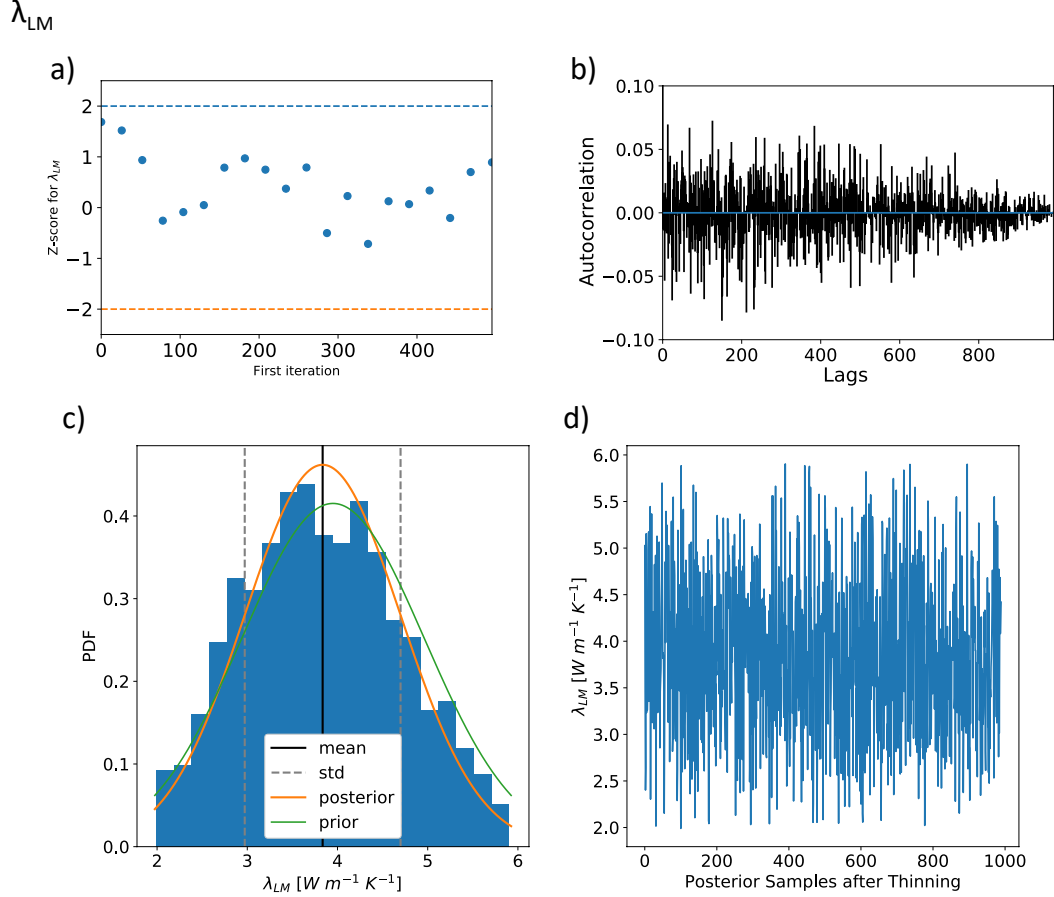 λLM
a)
b)
Z-score for λLM
2
1
0
−1
−2
0
100
200
300
400
First iteration
Autocorrelation
0.10
0.05
0.00
−0.05
−0.10
0
200
400
600
800
Lags
c)
d)
PDF
0.4
0.3
0.2
0.1
0.0
mean
std
posterior
prior
2
3
4
5
6
λLM [W m−1 K−1]
λLM [W m−1 K−1]
6.0
5.5
5.0
4.5
4.0
3.5
3.0
2.5
2.0
0
200
400
600
800
1000
Posterior Samples after Thinning